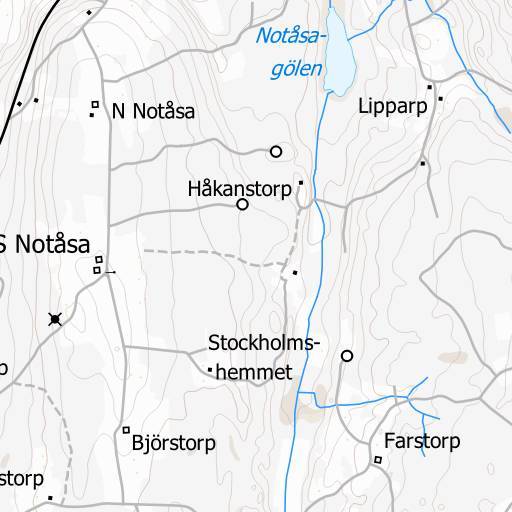 Notåsa-
gölen
N Notåsa
Lipparp
Håkanstorp
S Notåsa
Stockholms-
hemmet
Björstorp
Farstorp
storp